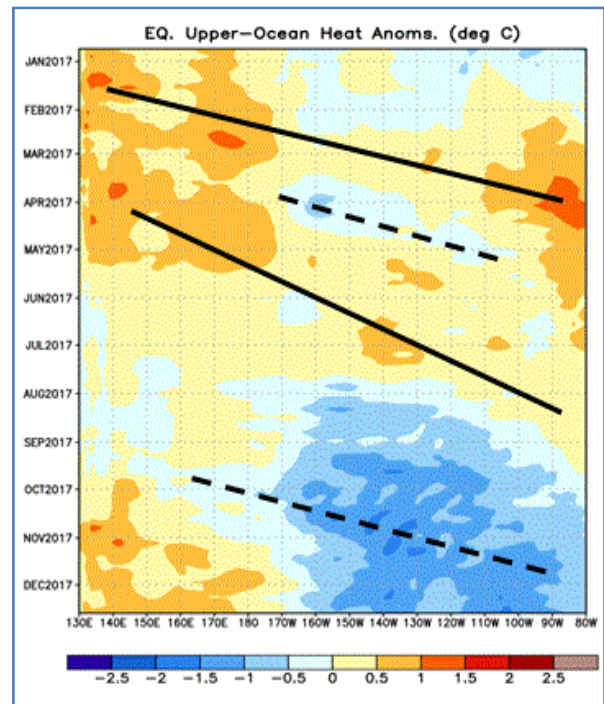 EQ. Upper-Ocean Heat Anoms. (deg C)
JAN2017
FEB2017
MAR2017
APR2017
MAY2017
JUN2017
JUL2017
AUG2017
SEP2017
OCT2017
NOV2017
DEC2017
130E 140E 150E 160E 170E 180 170W 160W 150W 140W 130W 120W 110W 100W 90W 80W
-2.5 -2 -1.5 -1 -0.5 0 0.5 1 1.5 2 2.5